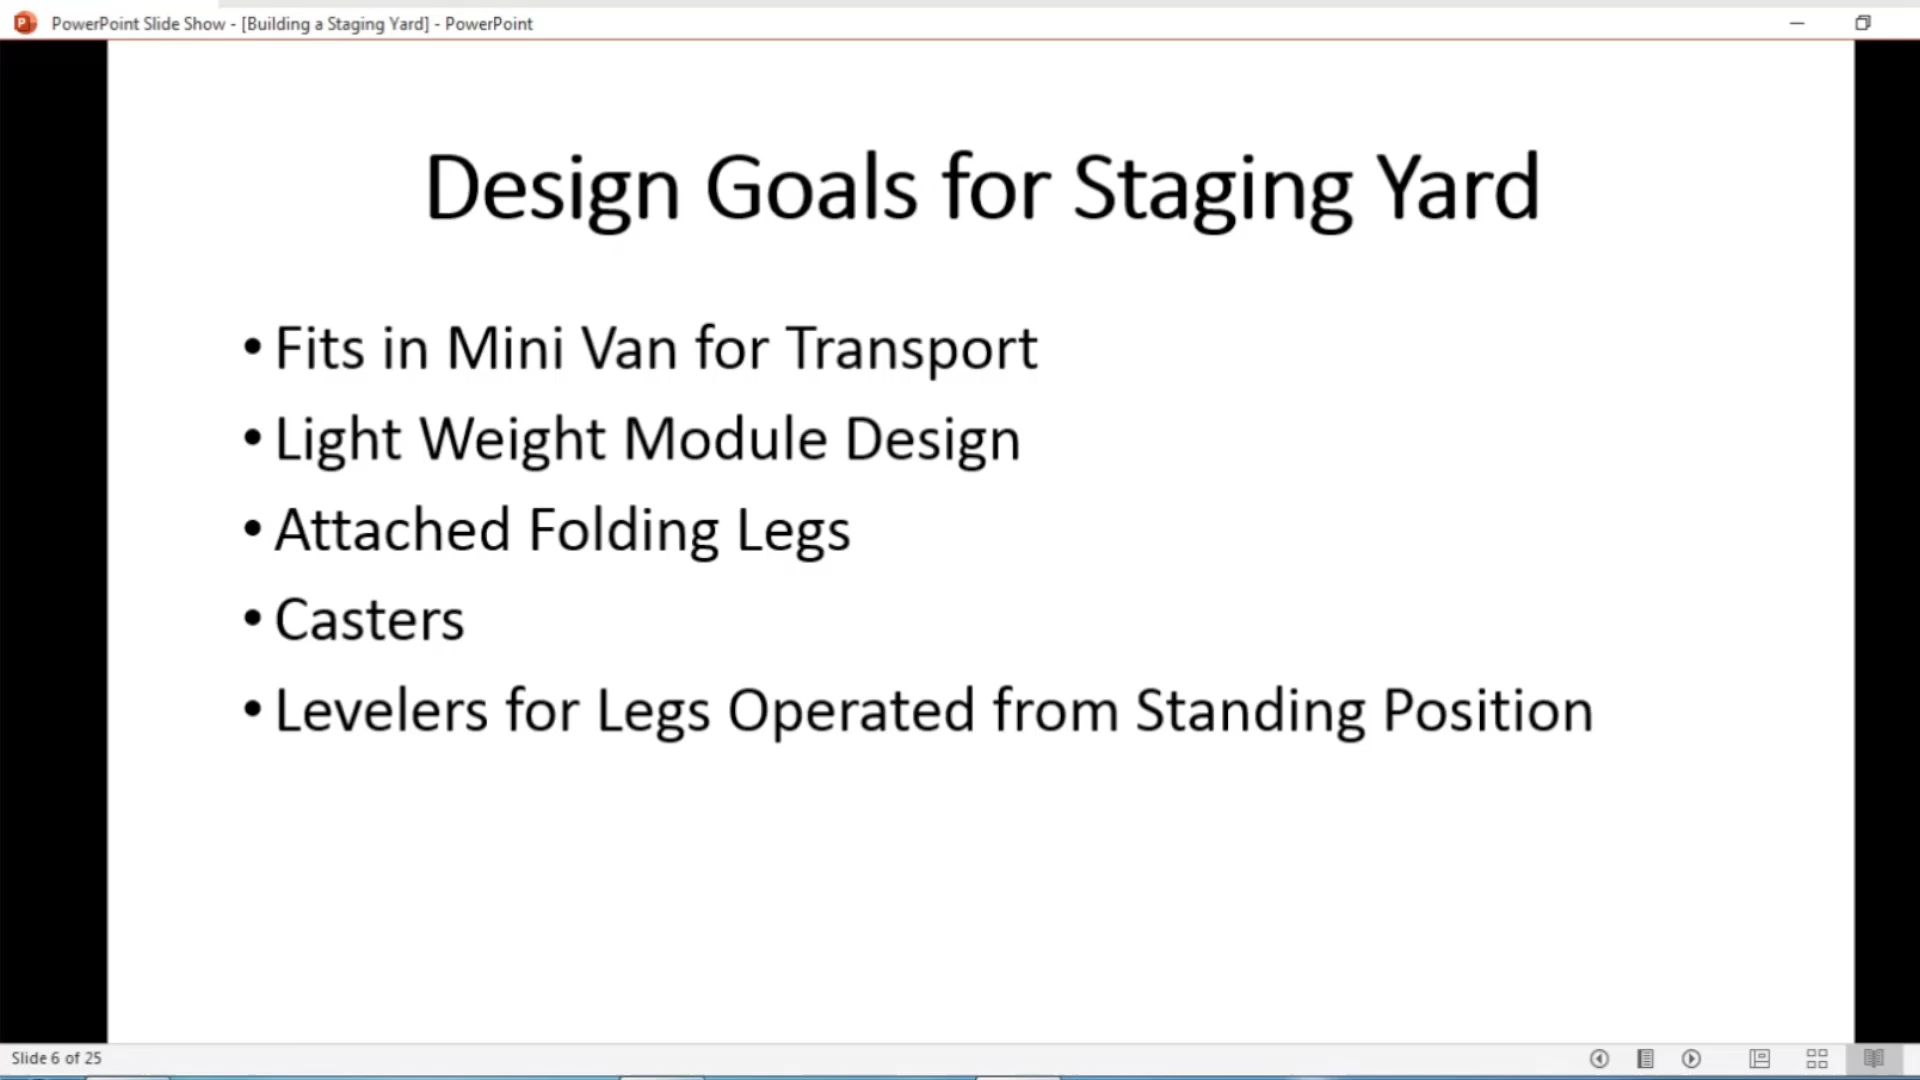 PowerPoint Slide Show - [Building a Staging Yard] - PowerPoint
Design Goals for Staging Yard
• Fits in Mini Van for Transport
• Light Weight Module Design
• Attached Folding Legs
• Casters
• Levelers for Legs Operated from Standing Position
Slide 6 of 25